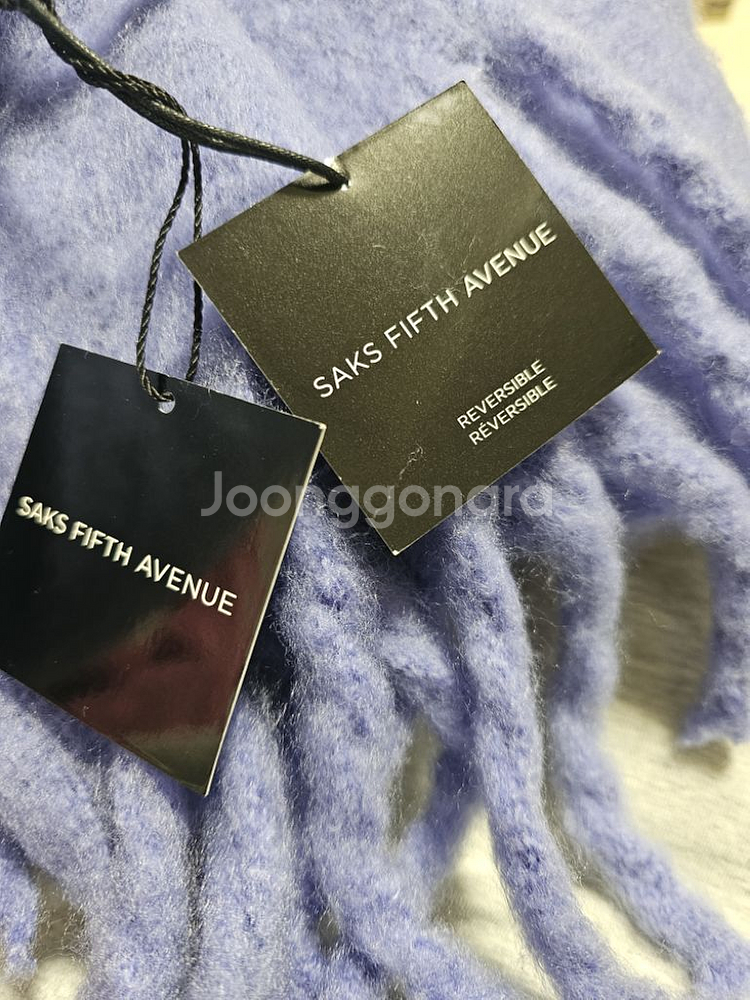 SAKS FIFTH AVENUE
REVERSIBLE
RÉVERSIBLE
SAKS FIFTH AVENUE
Joonggonara